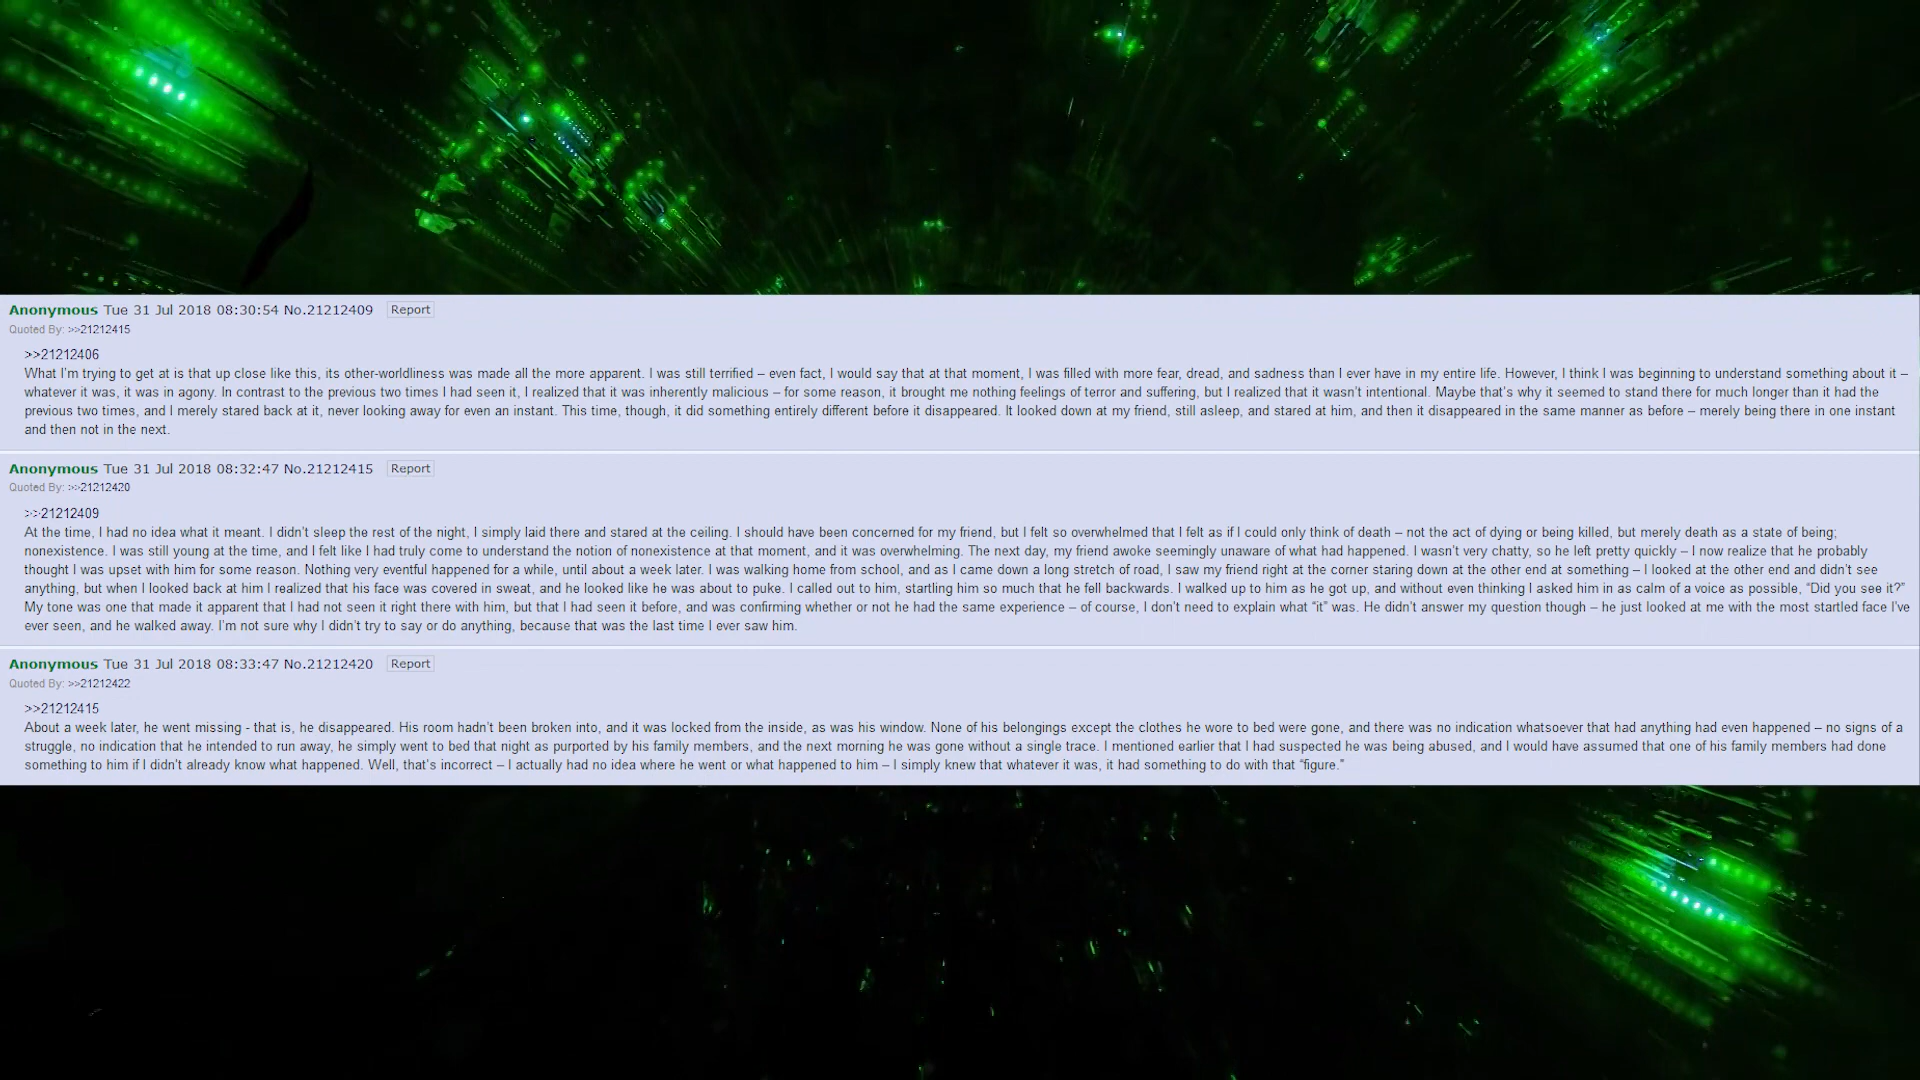 Anonymous Tue 31 Jul 2018 08:30:54 No.21212409 Report
Quoted By: >>21212415
>>21212406
What I’m trying to get at is that up close like this, its other-worldliness was made all the more apparent. I was still terrified – even fact, I would say that at that moment, I was filled with more fear, dread, and sadness than I ever have in my entire life. However, I think I was beginning to understand something about it –
whatever it was, it was in agony. In contrast to the previous two times I had seen it, I realized that it was inherently malicious – for some reason, it brought me nothing feelings of terror and suffering, but I realized that it wasn’t intentional. Maybe that’s why it seemed to stand there for much longer than it had the
previous two times, and I merely stared back at it, never looking away for even an instant. This time, though, it did something entirely different before it disappeared. It looked down at my friend, still asleep, and stared at him, and then it disappeared in the same manner as before – merely being there in one instant
and then not in the next.
Anonymous Tue 31 Jul 2018 08:32:47 No.21212415 Report
Quoted By: >>21212420
>>21212409
At the time, I had no idea what it meant. I didn’t sleep the rest of the night, I simply laid there and stared at the ceiling. I should have been concerned for my friend, but I felt so overwhelmed that I felt as if I could only think of death – not the act of dying or being killed, but merely death as a state of being;
nonexistence. I was still young at the time, and I felt like I had truly come to understand the notion of nonexistence at that moment, and it was overwhelming. The next day, my friend awoke seemingly unaware of what had happened. I wasn’t very chatty, so he left pretty quickly – I now realize that he probably
thought I was upset with him for some reason. Nothing very eventful happened for a while, until about a week later. I was walking home from school, and as I came down a long stretch of road, I saw my friend right at the corner staring down at the other end at something – I looked at the other end and didn’t see
anything, but when I looked back at him I realized that his face was covered in sweat, and he looked like he was about to puke. I called out to him, startling him so much that he fell backwards. I walked up to him as he got up, and without even thinking I asked him in as calm of a voice as possible, “Did you see it?”
My tone was one that made it apparent that I had not seen it right there with him, but that I had seen it before, and was confirming whether or not he had the same experience – of course, I don’t need to explain what “it” was. He didn’t answer my question though – he just looked at me with the most startled face I’ve
ever seen, and he walked away. I’m not sure why I didn’t try to say or do anything, because that was the last time I ever saw him.
Anonymous Tue 31 Jul 2018 08:33:47 No.21212420 Report
Quoted By: >>21212422
>>21212415
About a week later, he went missing - that is, he disappeared. His room hadn’t been broken into, and it was locked from the inside, as was his window. None of his belongings except the clothes he wore to bed were gone, and there was no indication whatsoever that had anything had even happened – no signs of a
struggle, no indication that he intended to run away, he simply went to bed that night as purported by his family members, and the next morning he was gone without a single trace. I mentioned earlier that I had suspected he was being abused, and I would have assumed that one of his family members had done
something to him if I didn’t already know what happened. Well, that’s incorrect – I actually had no idea where he went or what happened to him – I simply knew that whatever it was, it had something to do with that “figure.”